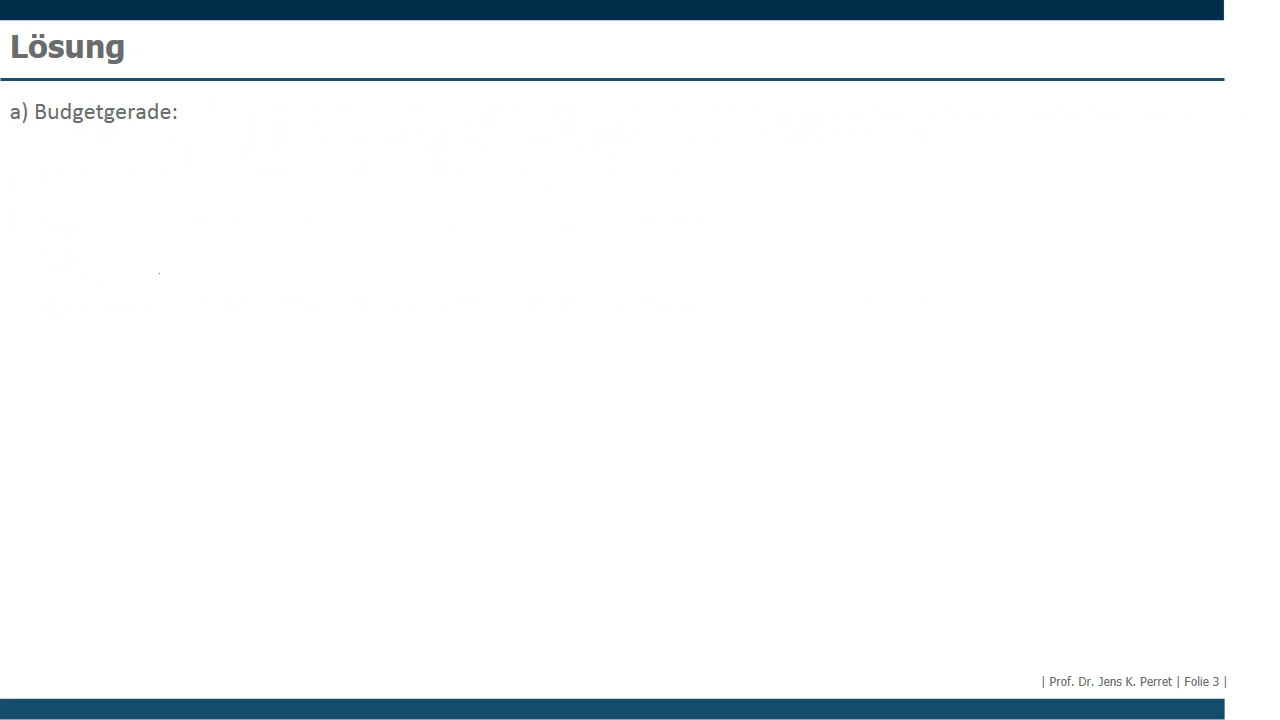 Lösung
a) Budgetgerade:
| Prof. Dr. Jens K. Perret | Folie 3 |